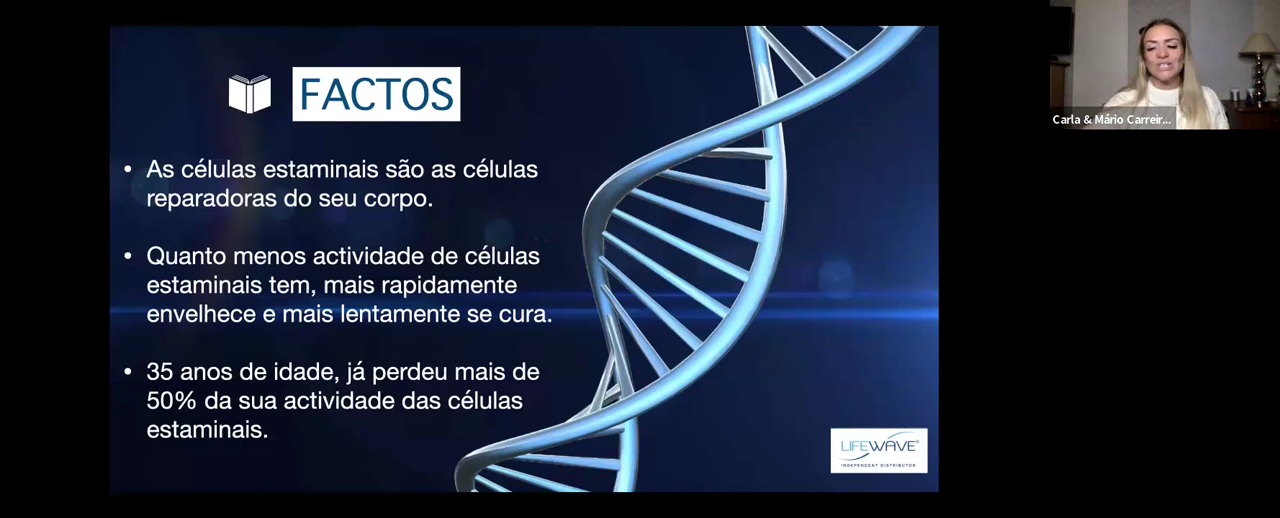 FACTOS
• As células estaminais são as células
reparadoras do seu corpo.
• Quanto menos actividade de células
estaminais tem, mais rapidamente
envelhece e mais lentamente se cura.
• 35 anos de idade, já perdeu mais de
50% da sua actividade das células
estaminais.
LIFEWAVE®
INDEPENDENT DISTRIBUTOR
Carla & Mário Carreir...